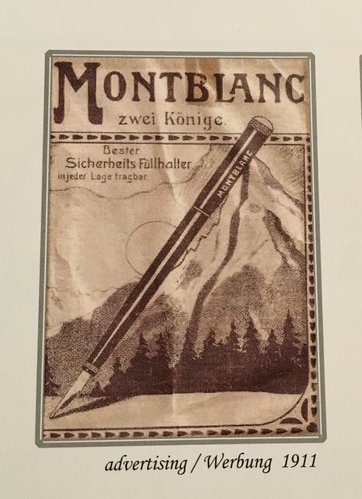 MONTBLANC
zwei Könige.
Bester
Sicherheits Füllhalter
in jeder Lage tragbar.
MONTBLANC
advertising / Werbung 1911